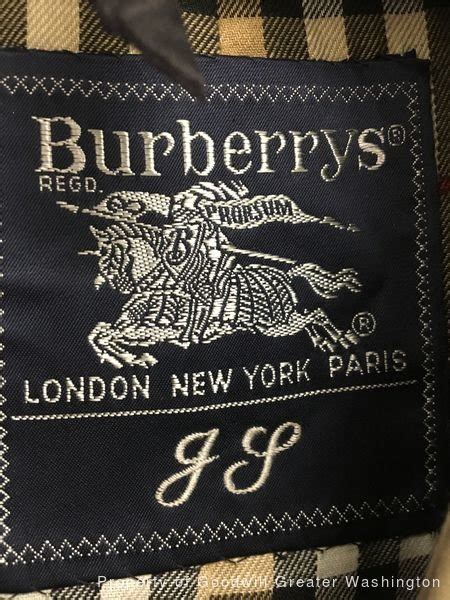 Burberrys®
REGD.
PRORSUM
B
®
LONDON NEW YORK PARIS
JS
Property of Goodwill Greater Washington